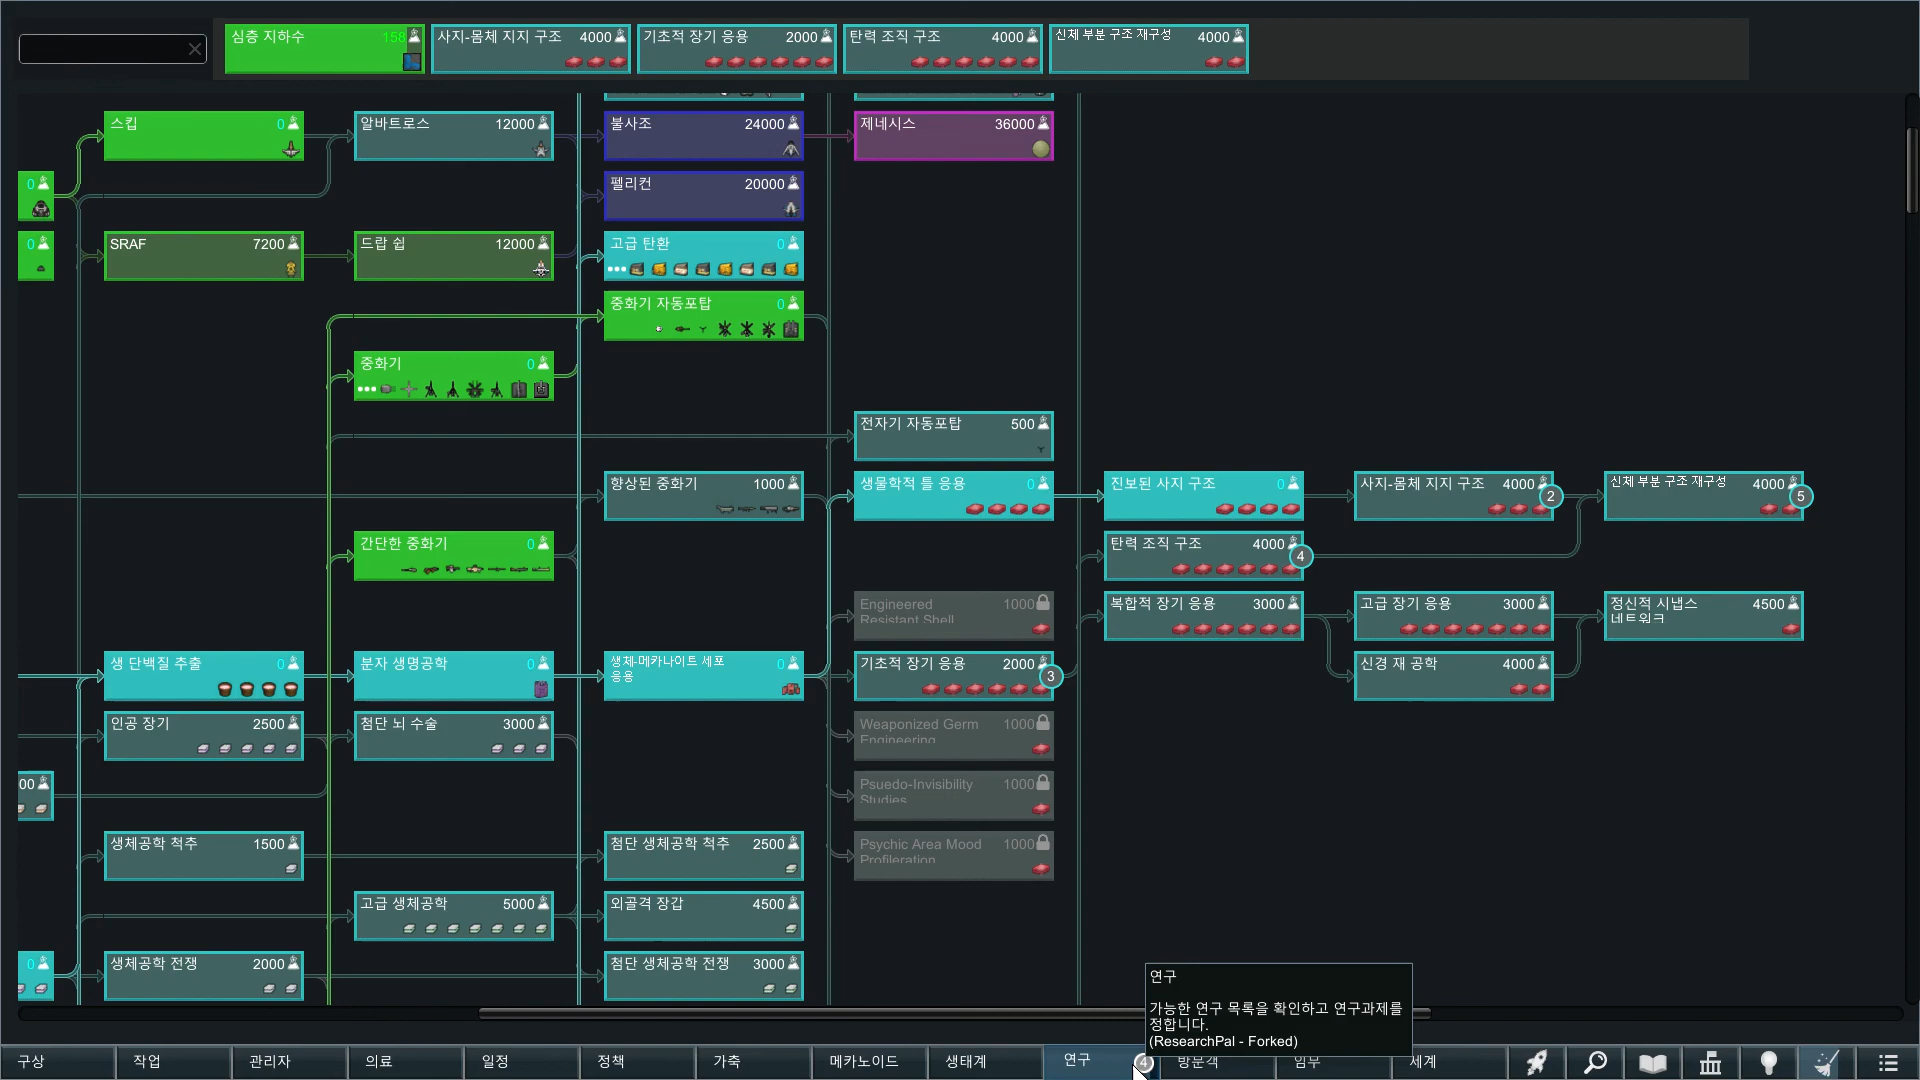 심층 지하수 158
사지-몸체 지지 구조 4000
기초적 장기 응용 2000
탄력 조직 구조 4000
신체 부분 구조 재구성 4000
스킵 0
알바트로스 12000
불사조 24000
제네시스 36000
0
펠리컨 20000
0
SRAF 7200
드랍 쉽 12000
고급 탄환 0
중화기 자동포탑 0
중화기 0
전자기 자동포탑 500
향상된 중화기 1000
생물학적 틀 응용 0
진보된 사지 구조 0
사지-몸체 지지 구조 4000
2
신체 부분 구조 재구성 4000
5
간단한 중화기 0
탄력 조직 구조 4000
4
Engineered
Resistant Shell
1000
복합적 장기 응용 3000
고급 장기 응용 3000
정신적 시냅스
네트워크
4500
생 단백질 추출 0
분자 생명공학 0
생체-메카나이트 세포
응용
0
기초적 장기 응용 2000
3
신경 재 공학 4000
인공 장기 2500
첨단 뇌 수술 3000
Weaponized Germ
Engineering
1000
00
Psuedo-Invisibility
Studies
1000
생체공학 척추 1500
첨단 생체공학 척추 2500
Psychic Area Mood
Profileration
1000
고급 생체공학 5000
외골격 장갑 4500
0
생체공학 전쟁 2000
첨단 생체공학 전쟁 3000
연구
가능한 연구 목록을 확인하고 연구과제를
정합니다.
(ResearchPal - Forked)
구상
작업
관리자
의료
일정
정책
가축
메카노이드
생태계
연구
4
방문객
임무
세계